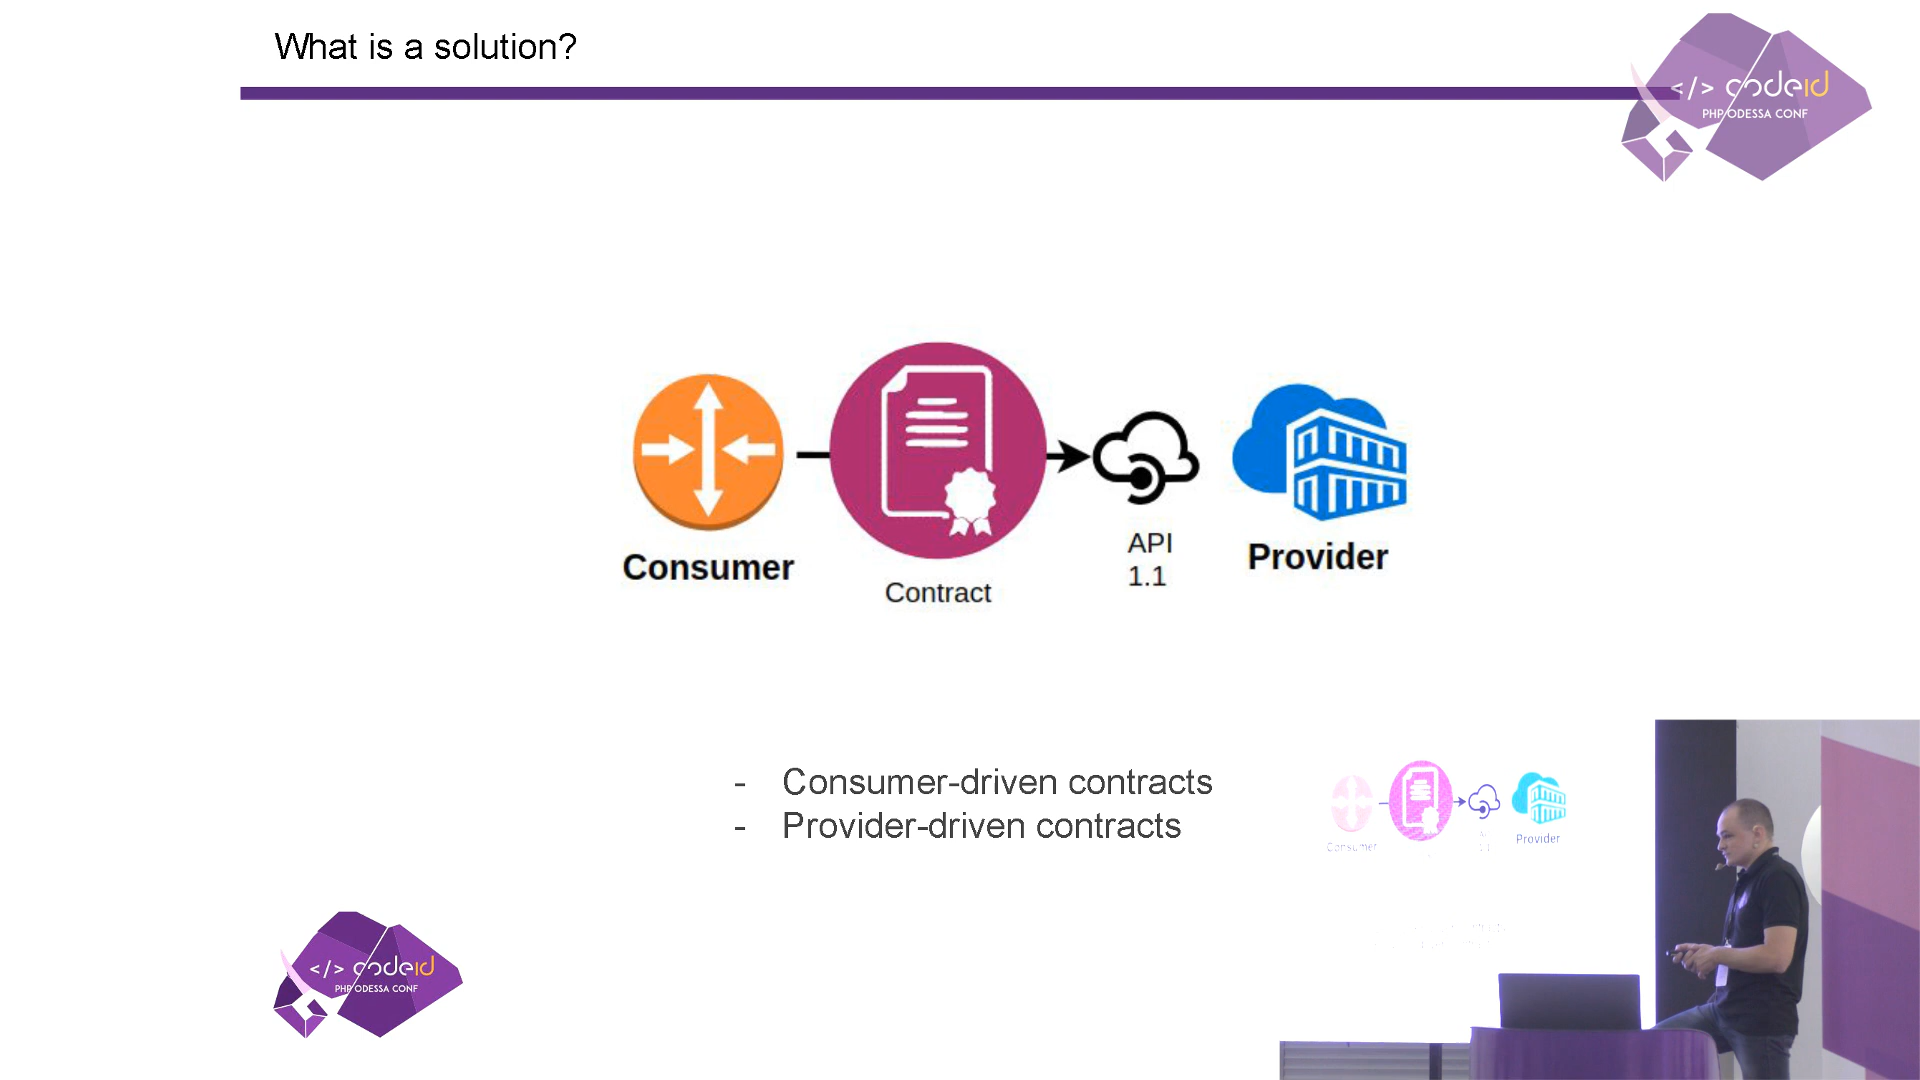 What is a solution?
</> codeid
PHP ODESSA CONF
Consumer
Contract
API
1.1
Provider
- Consumer-driven contracts
- Provider-driven contracts
Consumer
Provider
</> codeid
PHP ODESSA CONF